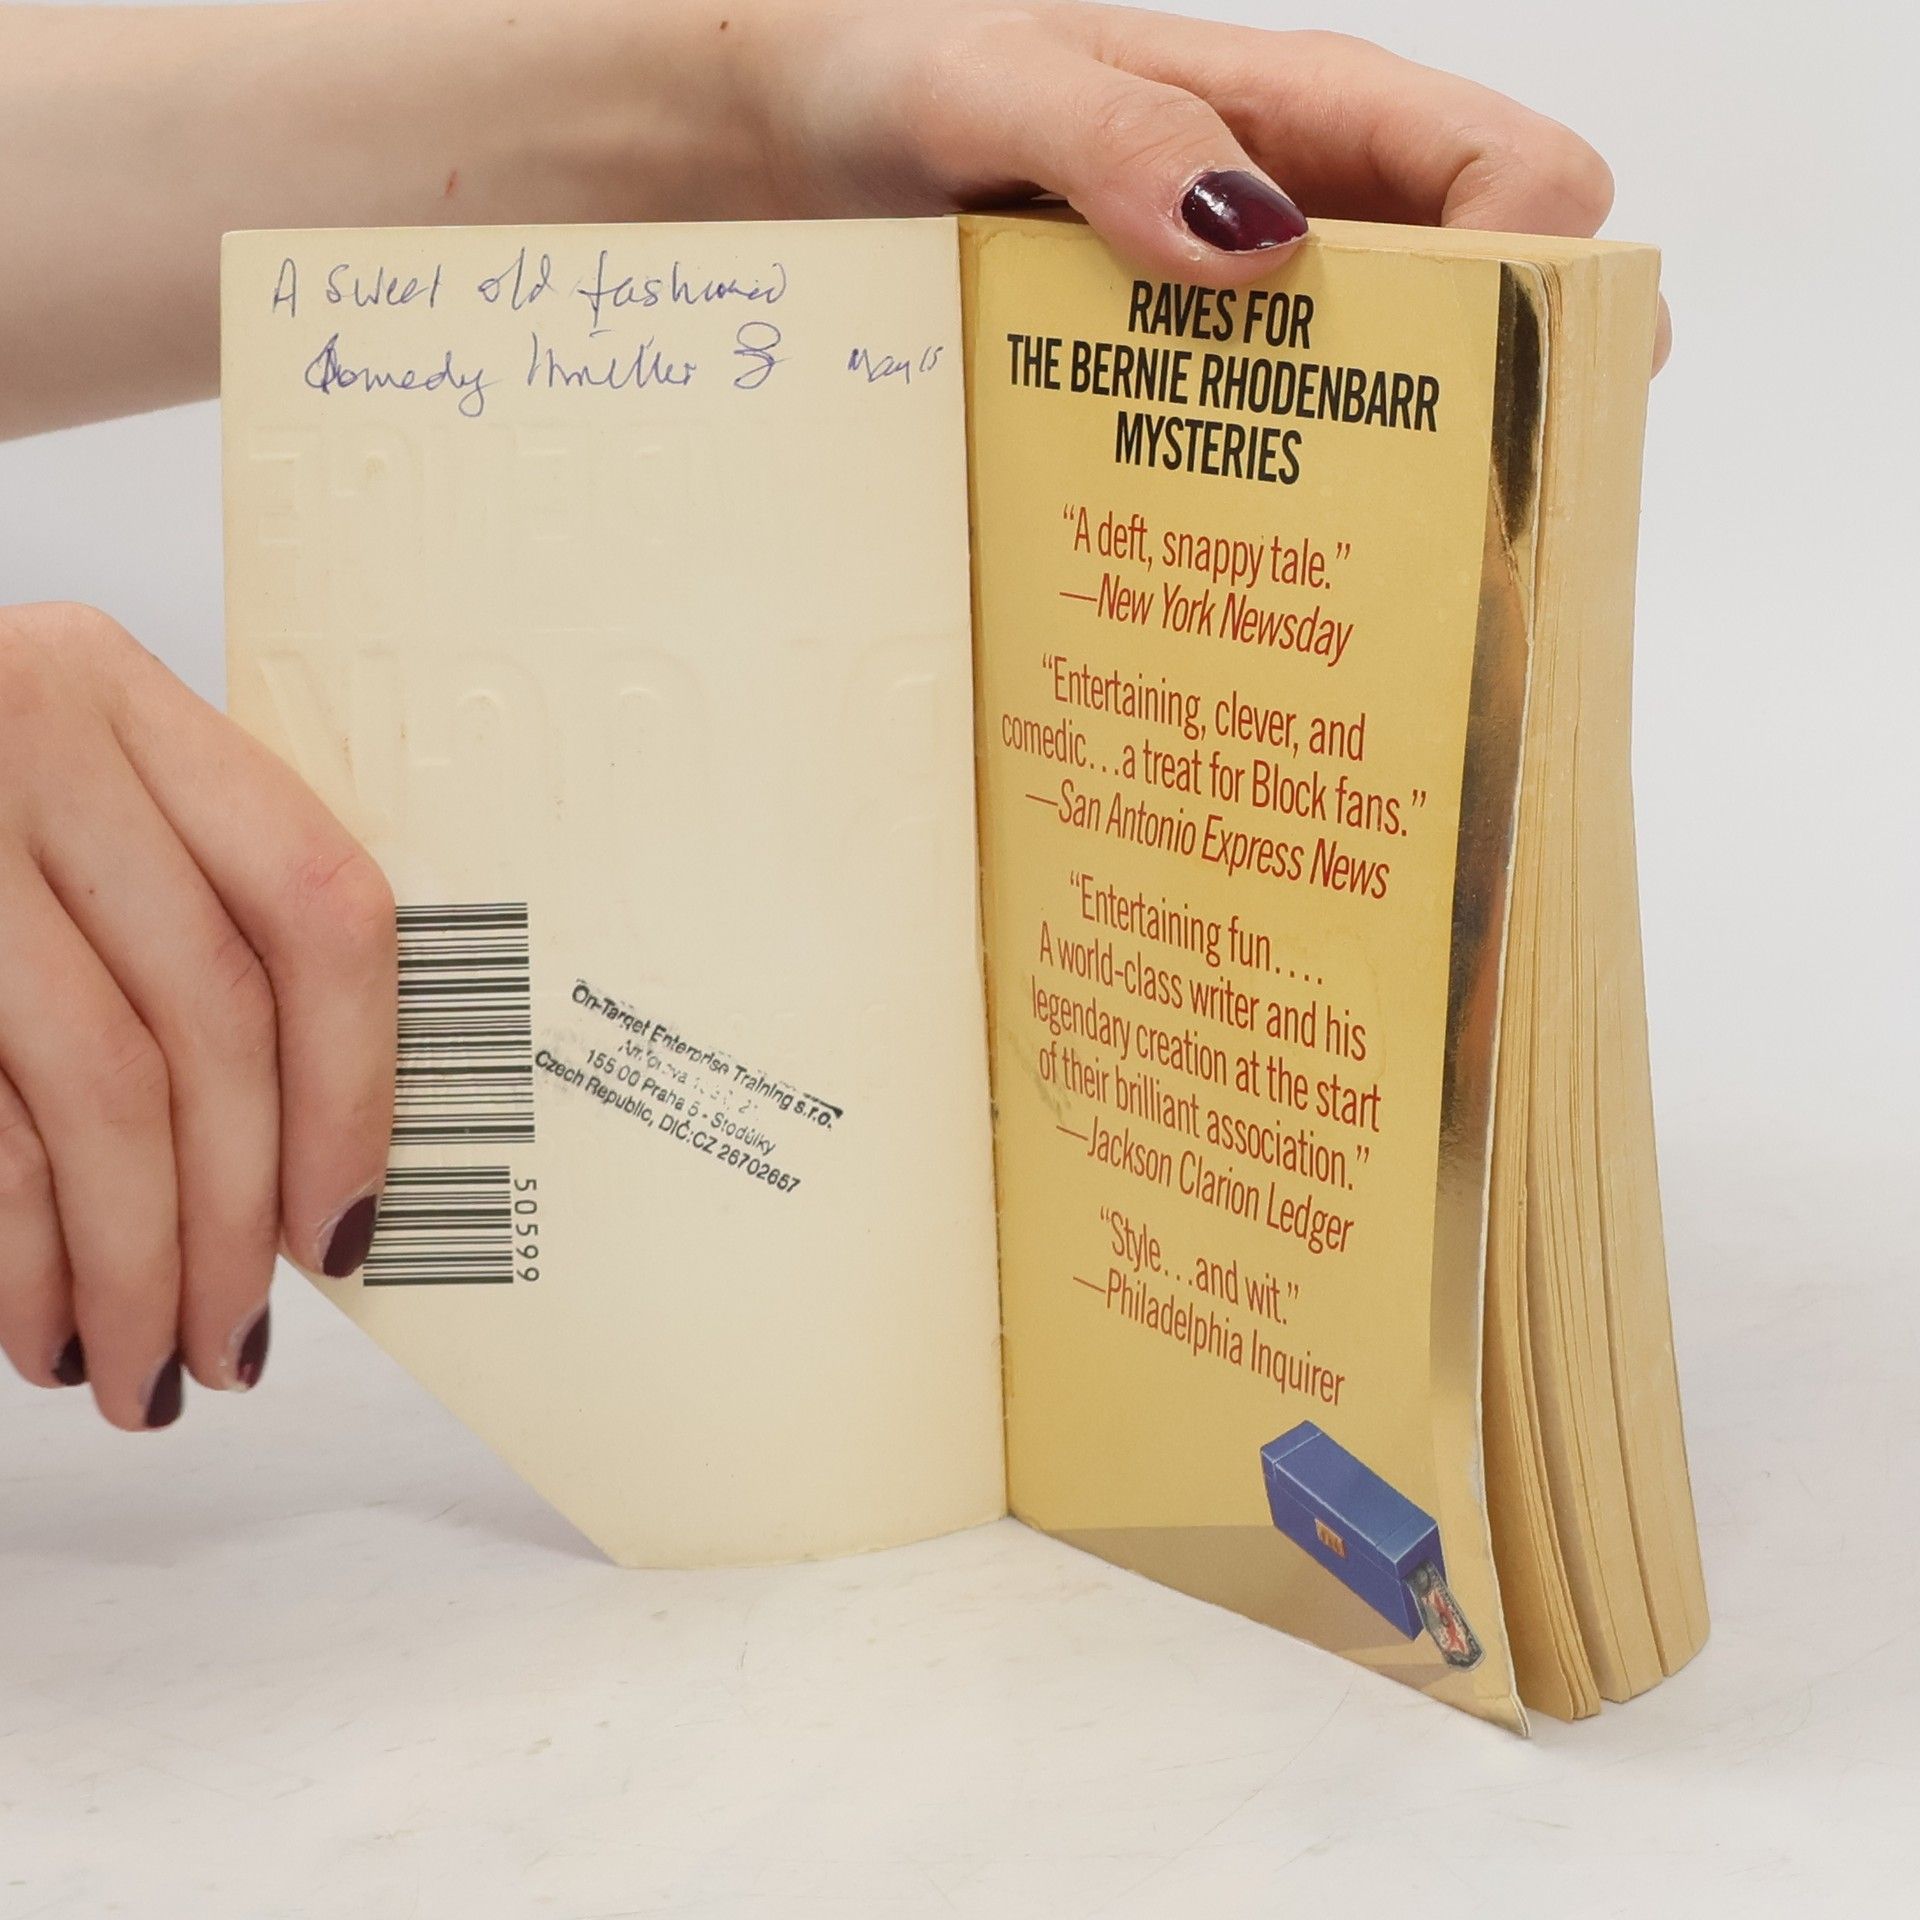 A sweet old fashioned
Comedy thriller
May 15
50599
On-Target Enterprise Training s.r.o.
155 00 Praha 5 - Stodůlky
Czech Republic, DIČ:CZ 26702657
RAVES FOR
THE BERNIE RHODENBARR
MYSTERIES
“A deft, snappy tale.”
—New York Newsday
“Entertaining, clever, and
comedic...a treat for Block fans.”
—San Antonio Express News
“Entertaining fun....
A world-class writer and his
legendary creation at the start
of their brilliant association.”
—Jackson Clarion Ledger
“Style...and wit.”
—Philadelphia Inquirer